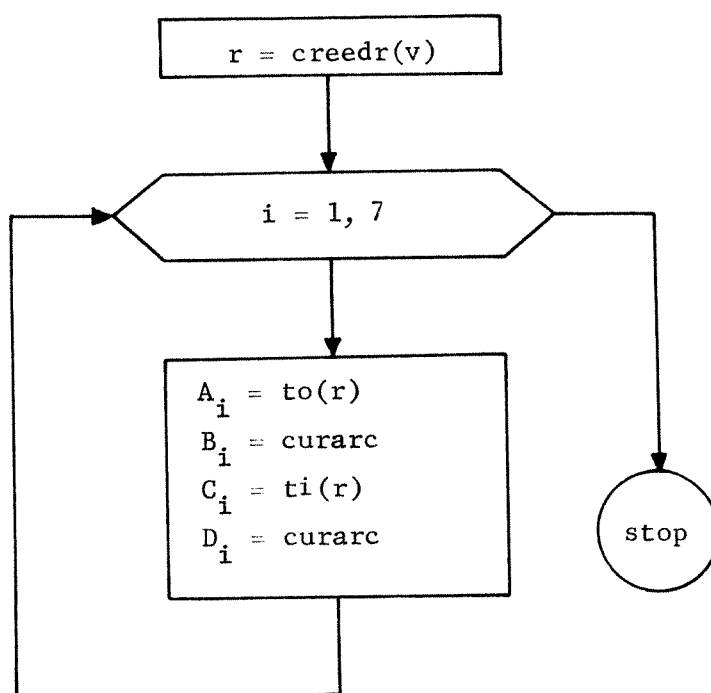 r = creedr(v)
i = 1, 7
A_i = to(r)
B_i = curarc
C_i = ti(r)
D_i = curarc
stop